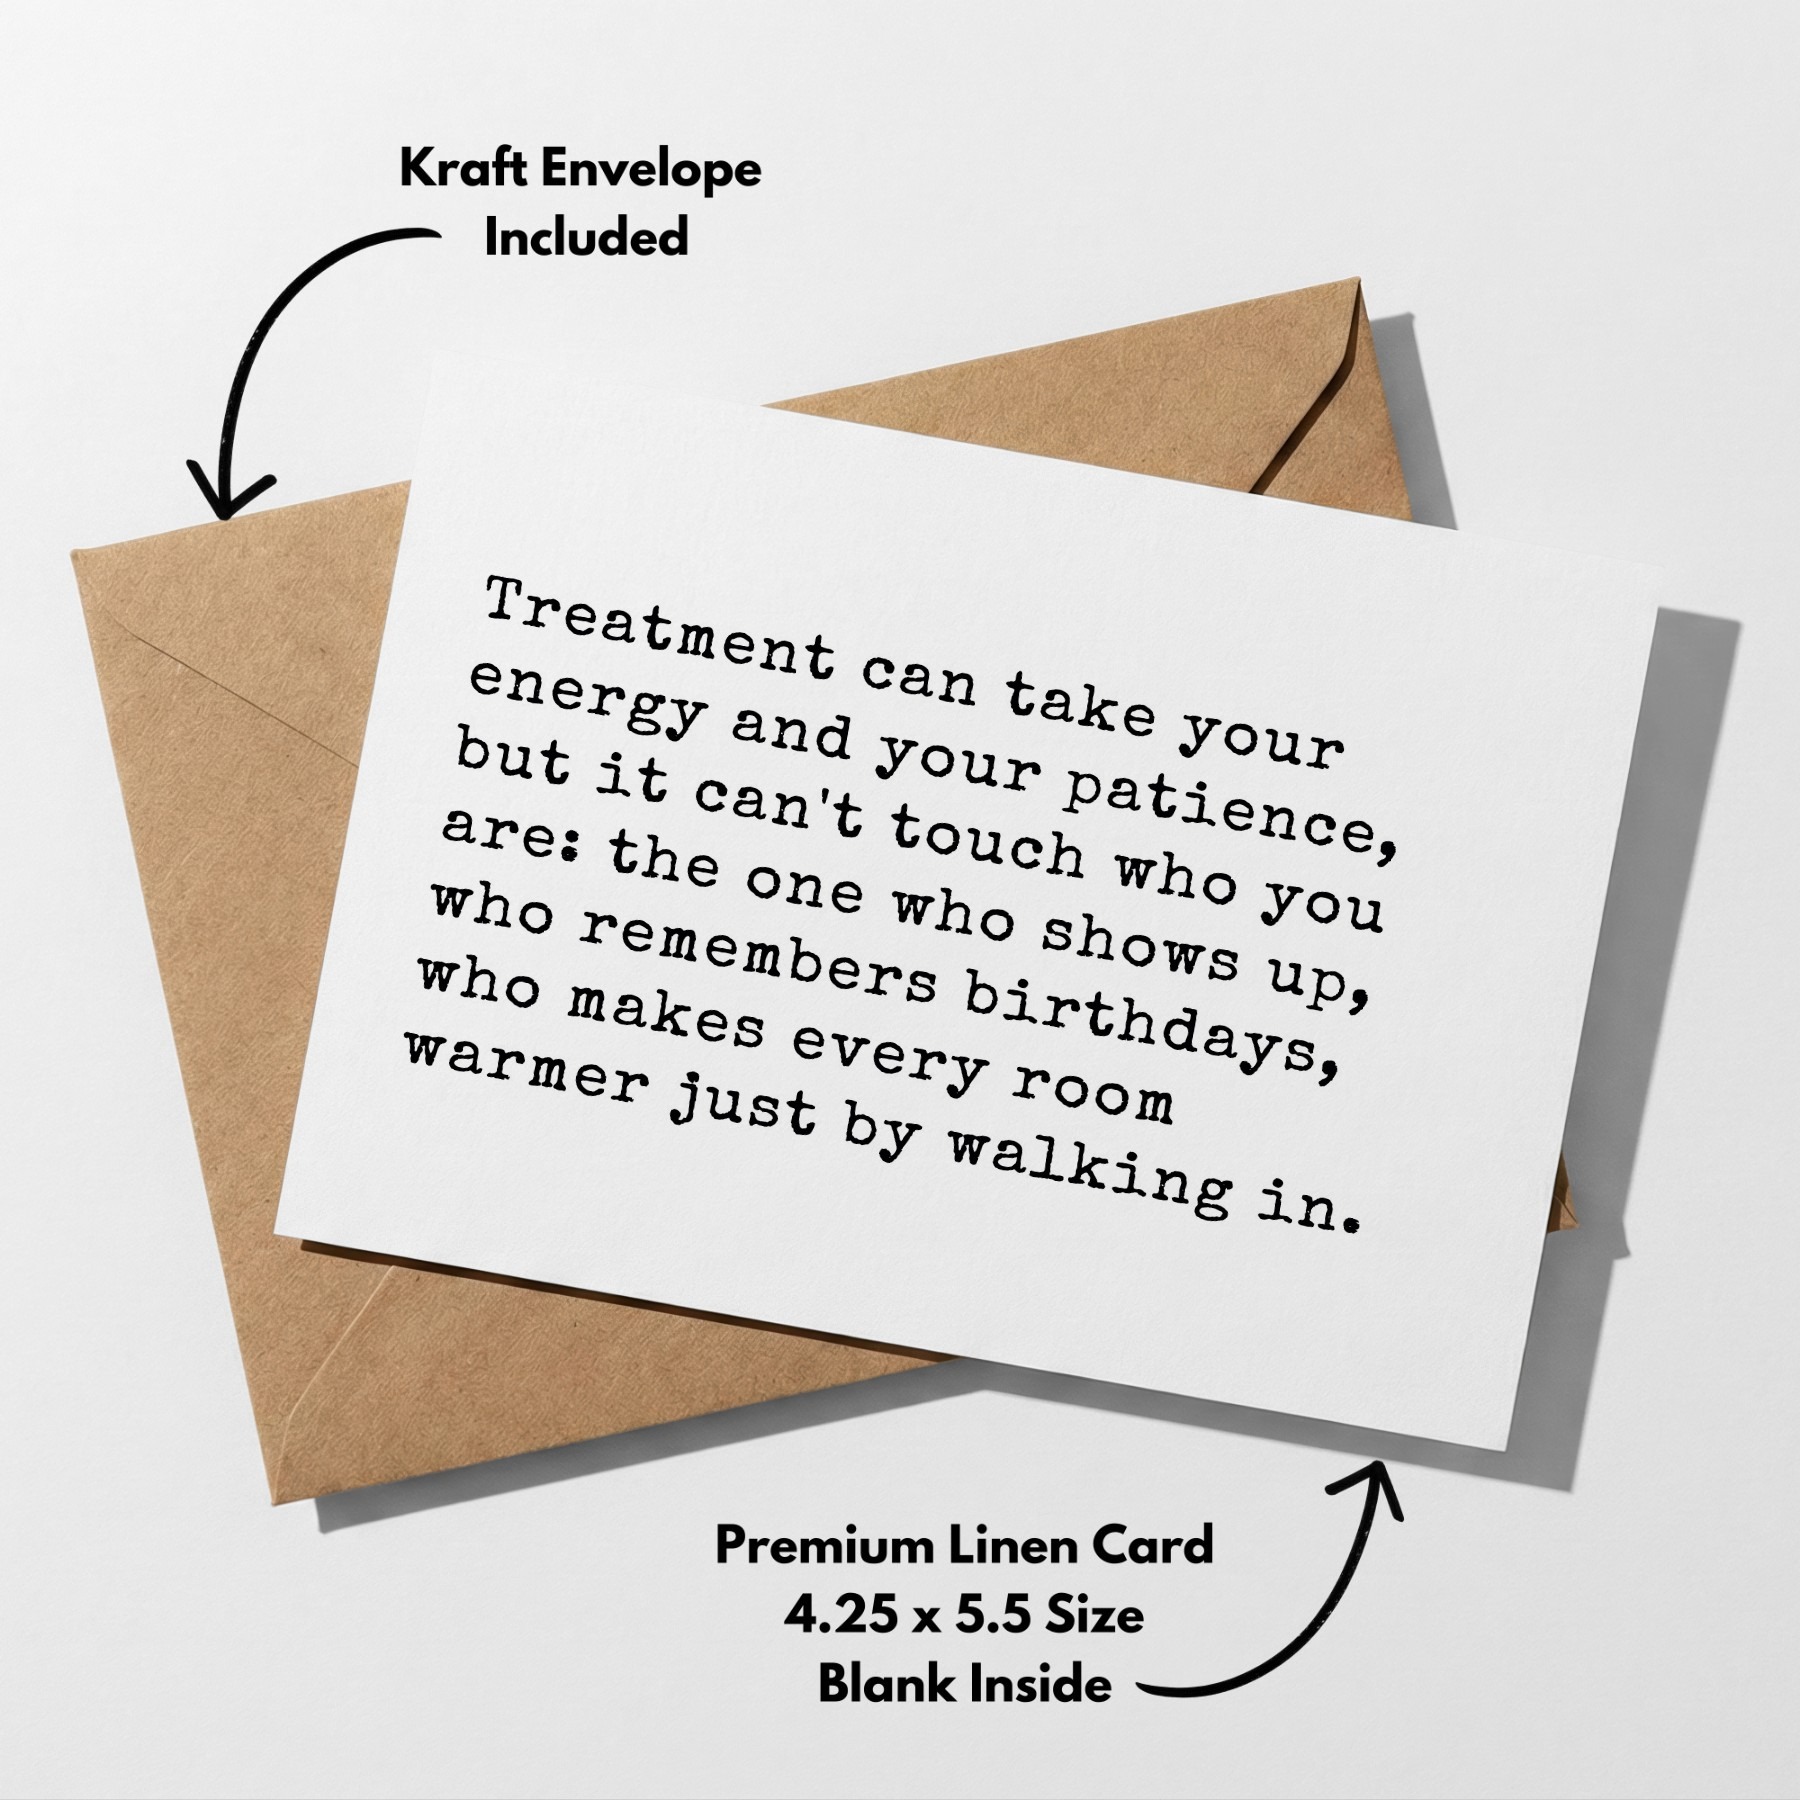 Kraft Envelope
Included
Treatment can take your
energy and your patience,
but it can't touch who you
are: the one who shows up,
who remembers birthdays,
who makes every room
warmer just by walking in.
Premium Linen Card
4.25 x 5.5 Size
Blank Inside